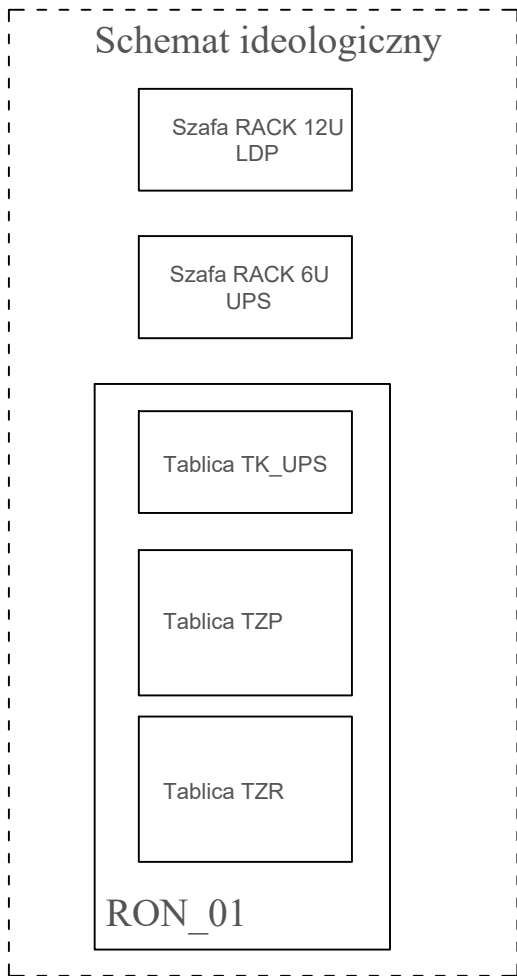 Schemat ideologiczny
Szafa RACK 12U
LDP
Szafa RACK 6U
UPS
Tablica TK_UPS
Tablica TZP
Tablica TZR
RON_01